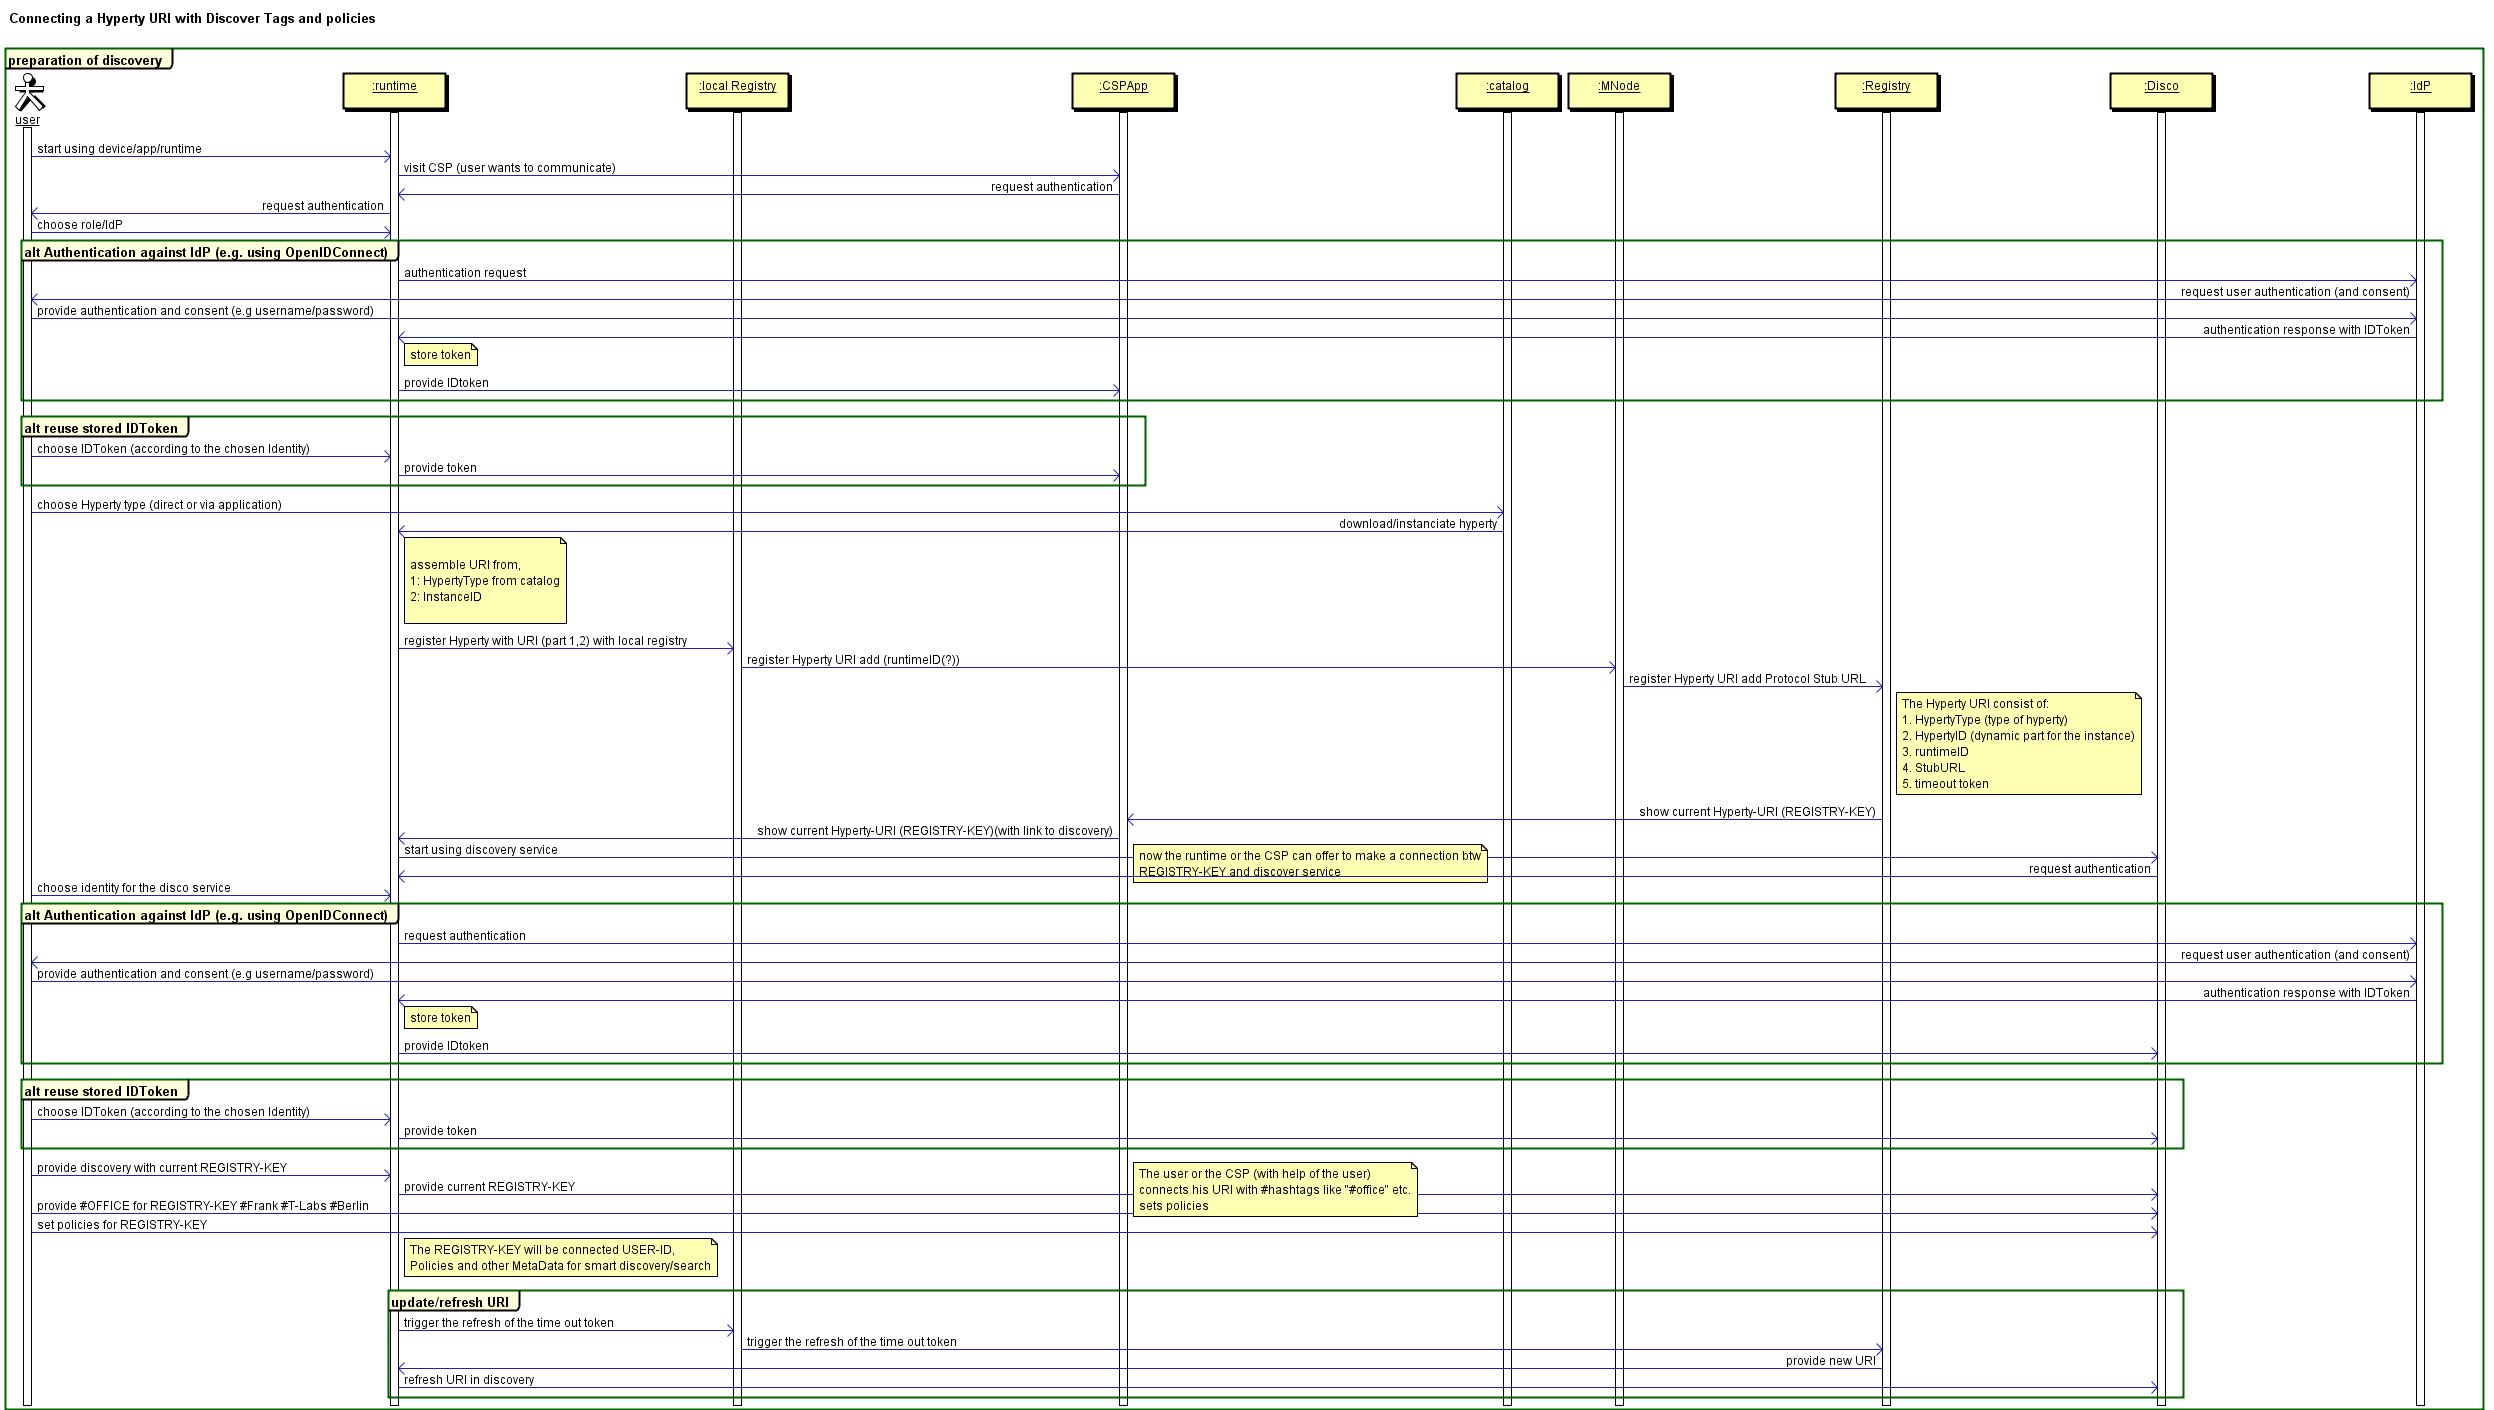 Connecting a Hyperty URI with Discover Tags and policies
preparation of discovery
user
:runtime
:local Registry
:CSPApp
:catalog
:MNode
:Registry
:Disco
:IdP
start using device/app/runtime
visit CSP (user wants to communicate)
request authentication
request authentication
choose role/IdP
alt Authentication against IdP (e.g. using OpenIDConnect)
authentication request
request user authentication (and consent)
provide authentication and consent (e.g username/password)
authentication response with IDToken
store token
provide IDtoken
alt reuse stored IDToken
choose IDToken (according to the chosen Identity)
provide token
choose Hyperty type (direct or via application)
download/instanciate hyperty
assemble URI from,
1: HypertyType from catalog
2: InstanceID
register Hyperty with URI (part 1,2) with local registry
register Hyperty URI add (runtimeID(?))
register Hyperty URI add Protocol Stub URL
The Hyperty URI consist of:
1. HypertyType (type of hyperty)
2. HypertyID (dynamic part for the instance)
3. runtimeID
4. StubURL
5. timeout token
show current Hyperty-URI (REGISTRY-KEY)
show current Hyperty-URI (REGISTRY-KEY)(with link to discovery)
start using discovery service
now the runtime or the CSP can offer to make a connection btw
REGISTRY-KEY and discover service
request authentication
choose identity for the disco service
alt Authentication against IdP (e.g. using OpenIDConnect)
request authentication
request user authentication (and consent)
provide authentication and consent (e.g username/password)
authentication response with IDToken
store token
provide IDtoken
alt reuse stored IDToken
choose IDToken (according to the chosen Identity)
provide token
provide discovery with current REGISTRY-KEY
The user or the CSP (with help of the user)
connects his URI with #hashtags like "#office" etc.
sets policies
provide current REGISTRY-KEY
provide #OFFICE for REGISTRY-KEY #Frank #T-Labs #Berlin
set policies for REGISTRY-KEY
The REGISTRY-KEY will be connected USER-ID,
Policies and other MetaData for smart discovery/search
update/refresh URI
trigger the refresh of the time out token
trigger the refresh of the time out token
provide new URI
refresh URI in discovery